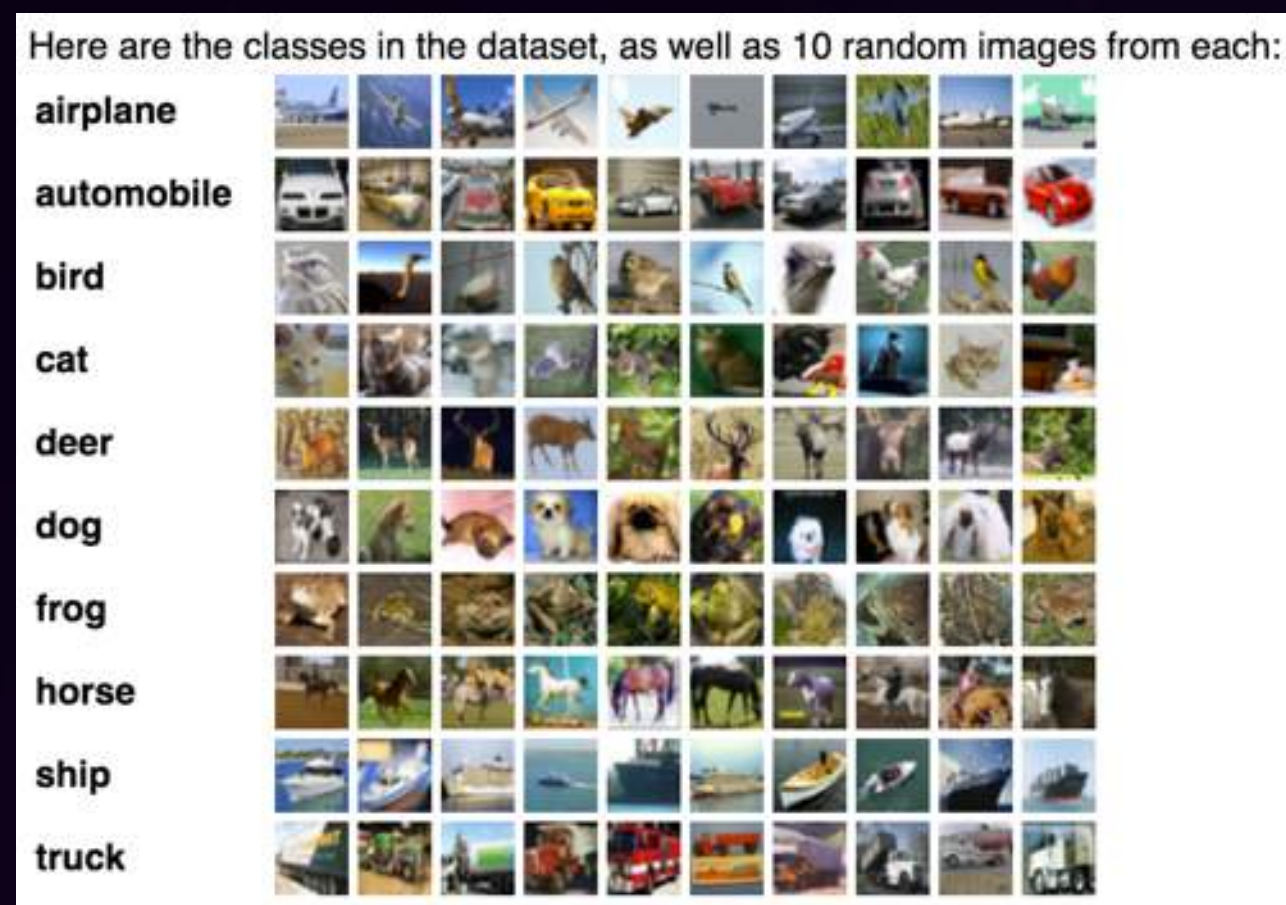 Here are the classes in the dataset, as well as 10 random images from each:
airplane
automobile
bird
cat
deer
dog
frog
horse
ship
truck